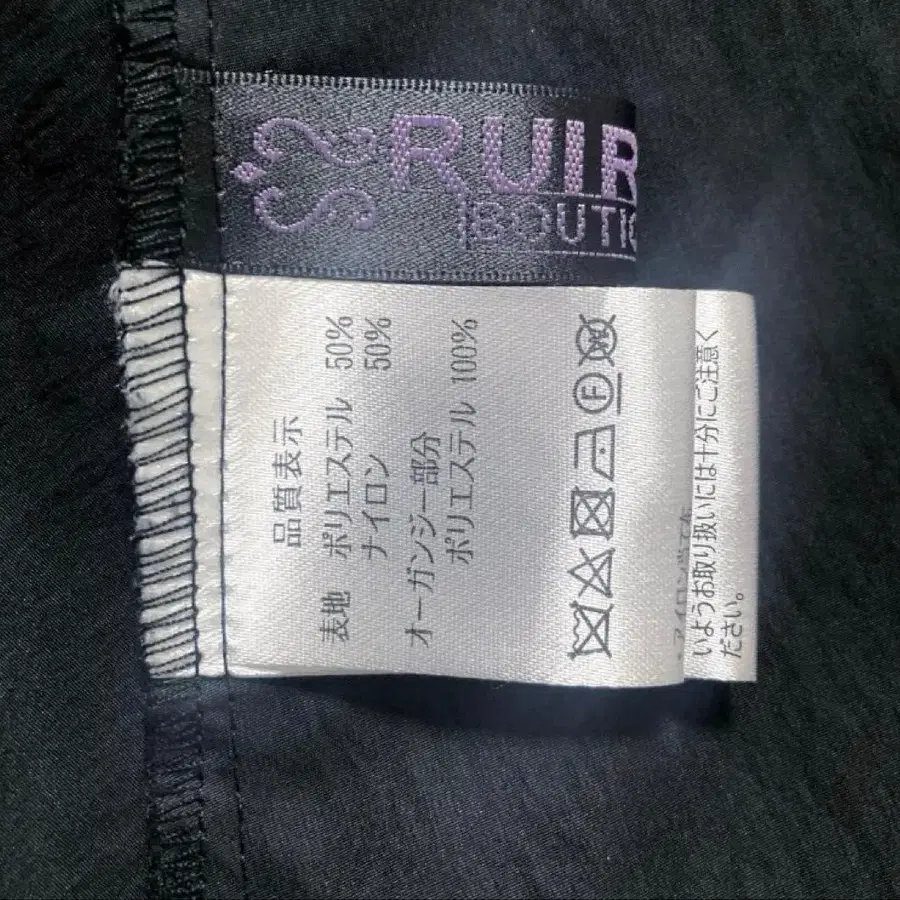 RUIR
BOUTIC
品質表示
表地 ポリエステル 50%
ナイロン 50%
オーガンジー部分
ポリエステル 100%
F W
いようお取り扱いには十分にご注意く
ださい。